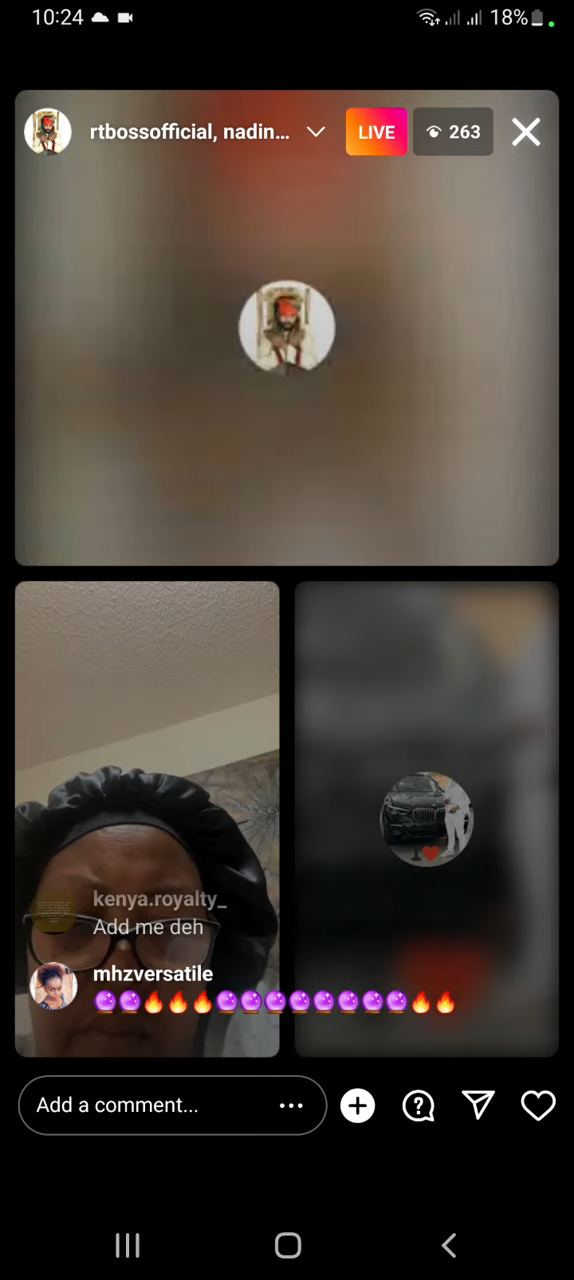 10:24
18%
rtbossofficial, nadin...
LIVE
263
kenya.royalty_
Add me deh
mhzversatile
🔮🔮🔥🔥🔥🔮🔮🔮🔮🔮🔮🔮🔮🔥🔥
Add a comment...